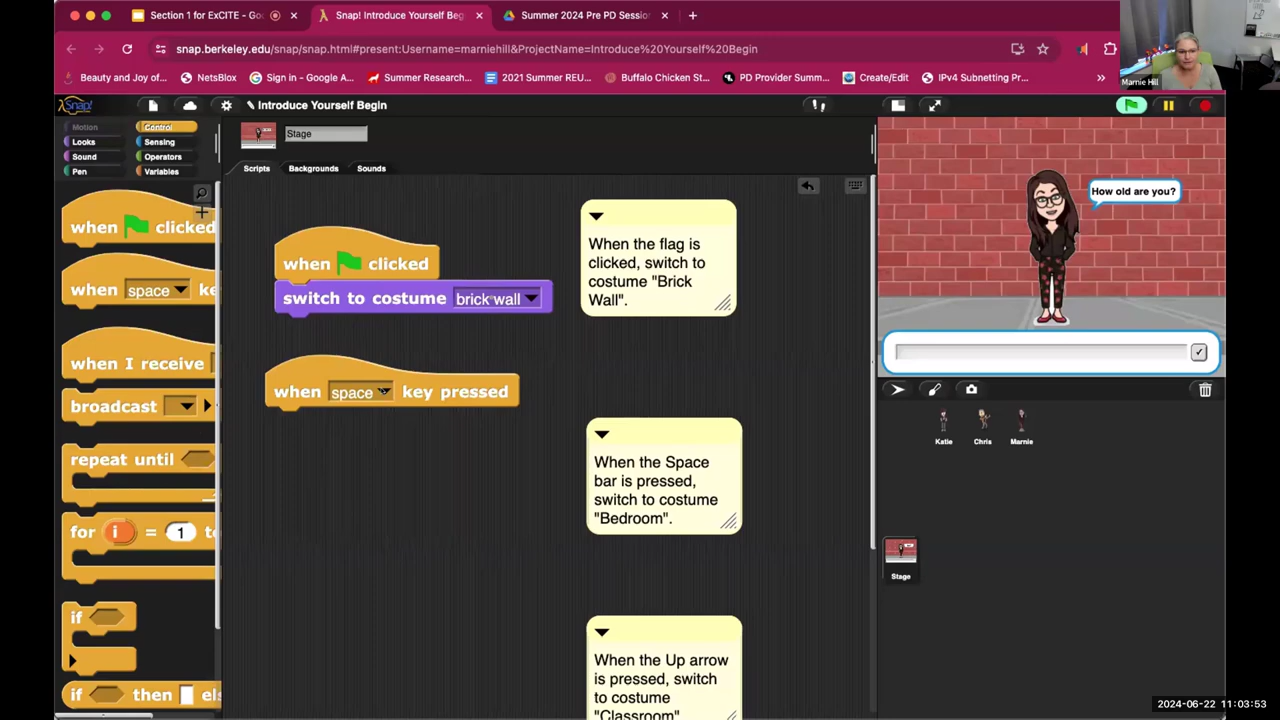 Section 1 for ExCITE - Goo
Snap! Introduce Yourself Begin
Summer 2024 Pre PD Sessio
snap.berkeley.edu/snap/snap.html#present:Username=marniehill&ProjectName=Introduce%20Yourself%20Begin
Beauty and Joy of...
NetsBlox
Sign in - Google A...
Summer Research...
2021 Summer REU...
Buffalo Chicken St...
PD Provider Summ...
Create/Edit
IPv4 Subnetting Pr...
»
Marnie Hill
Snap!
Introduce Yourself Begin
Motion
Control
Looks
Sensing
Sound
Operators
Pen
Variables
Stage
Scripts
Backgrounds
Sounds
when clicked
when space ke
when I receive
broadcast
repeat until
for i = 1 to
if
if then els
when clicked
switch to costume brick wall
when space key pressed
When the flag is
clicked, switch to
costume "Brick
Wall".
When the Space
bar is pressed,
switch to costume
"Bedroom".
When the Up arrow
is pressed, switch
to costume
"Classroom"
How old are you?
Katie
Chris
Marnie
Stage
2024-06-22 11:03:53